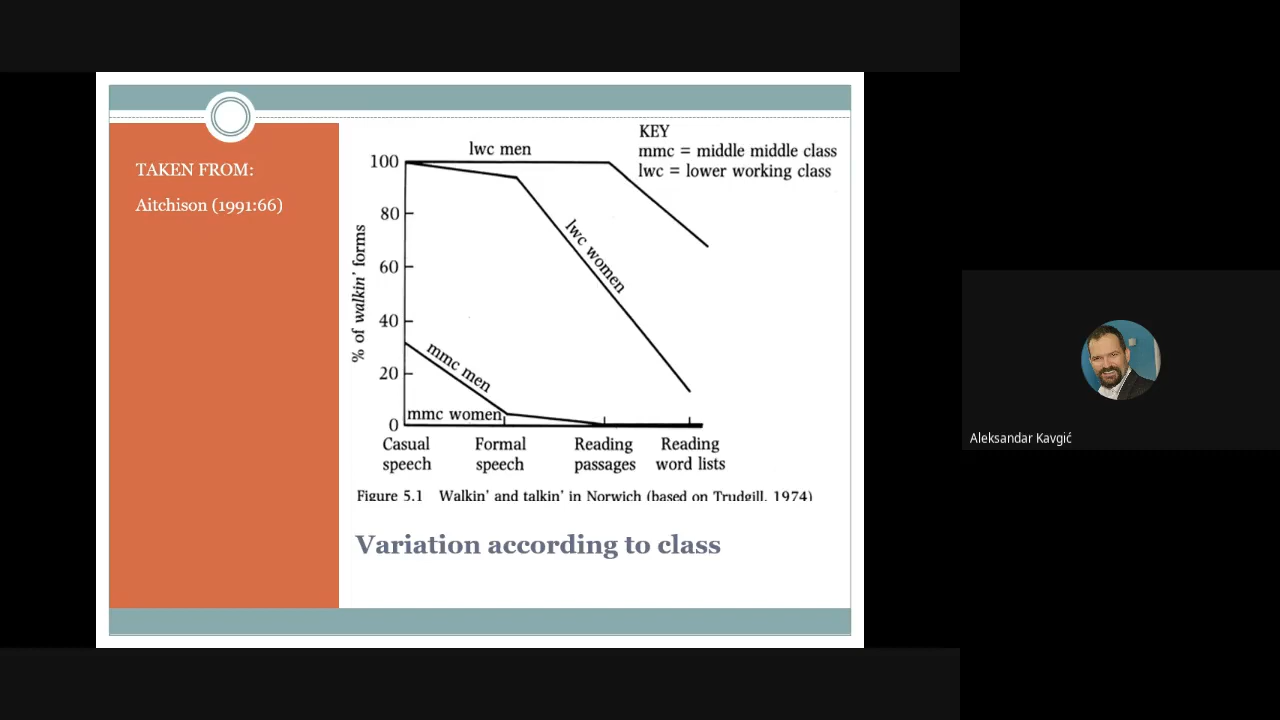 TAKEN FROM:
Aitchison (1991:66)
KEY
mmc = middle middle class
lwc = lower working class
lwc men
100
80
60
40
20
0
% of walkin' forms
lwc women
mmc men
mmc women
Casual speech
Formal speech
Reading passages
Reading word lists
Figure 5.1 Walkin' and talkin' in Norwich (based on Trudgill, 1974)
Variation according to class
Aleksandar Kavgić